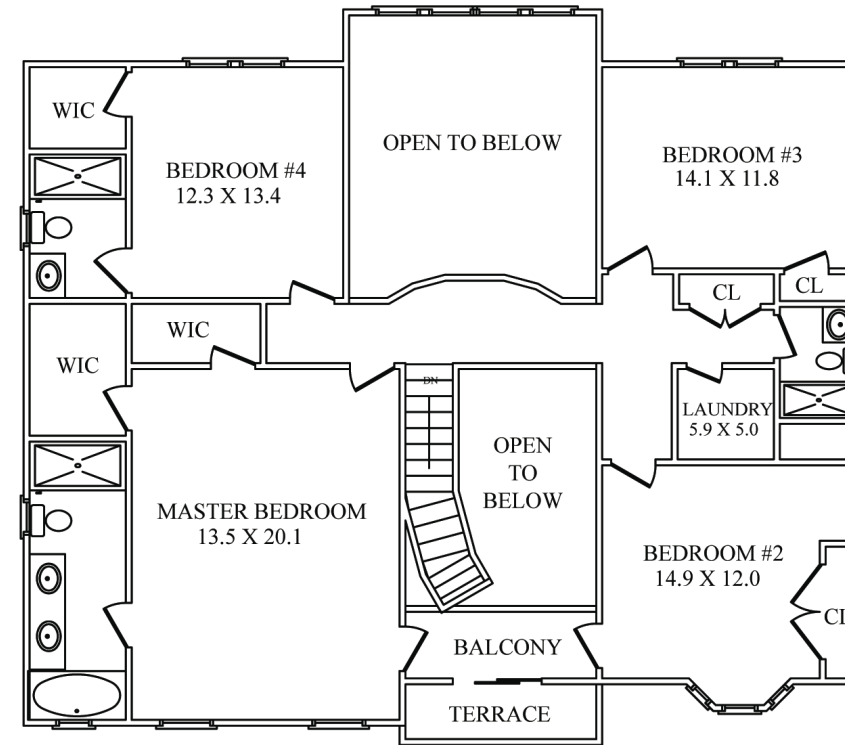 WIC
BEDROOM #4
12.3 X 13.4
OPEN TO BELOW
BEDROOM #3
14.1 X 11.8
CL
CL
WIC
WIC
DN
LAUNDRY
5.9 X 5.0
OPEN
TO
BELOW
MASTER BEDROOM
13.5 X 20.1
BEDROOM #2
14.9 X 12.0
CL
BALCONY
TERRACE